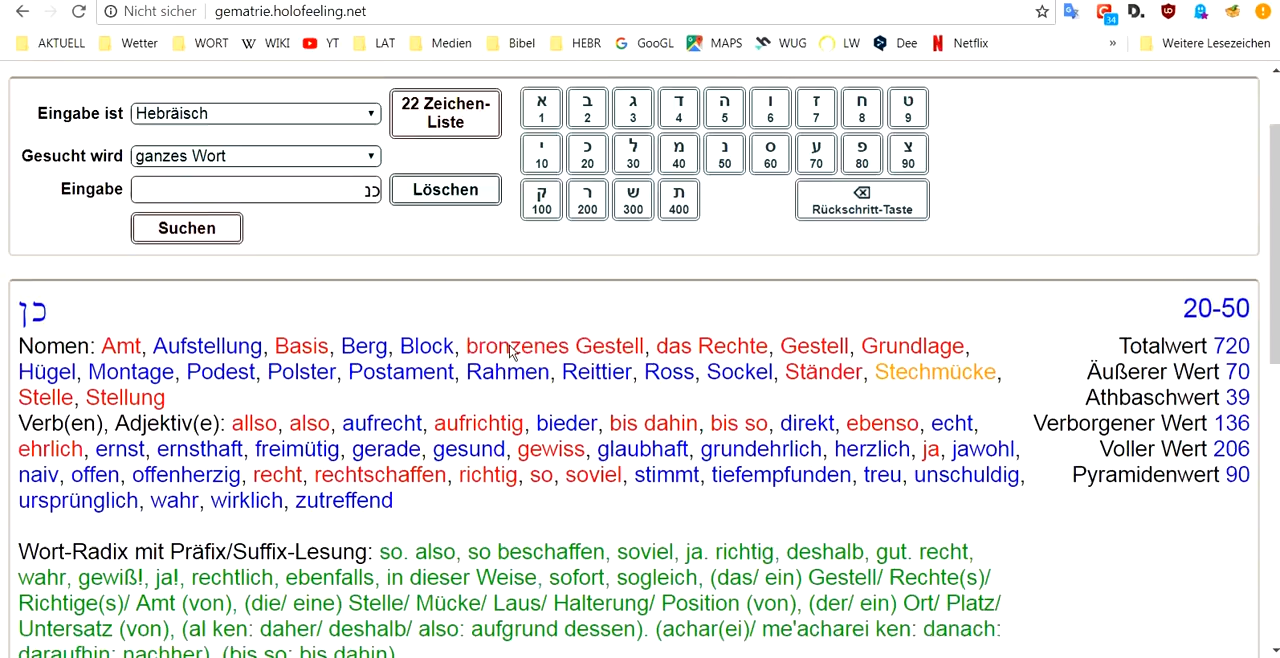 Nicht sicher gematrie.holofeeling.net 34 D.
AKTUELL Wetter WORT WIKI YT LAT Medien Bibel HEBR GooGL MAPS WUG LW Dee Netflix » Weitere Lesezeichen
Eingabe ist Hebräisch
22 Zeichen-
Liste
Gesucht wird ganzes Wort
Eingabe כנ Löschen
Suchen
א ב ג ד ה ו ז ח ט
1 2 3 4 5 6 7 8 9
י כ ל מ נ ס ע פ צ
10 20 30 40 50 60 70 80 90
ק ר ש ת
100 200 300 400 Rückschritt-Taste
כן 20-50
Nomen: Amt, Aufstellung, Basis, Berg, Block, bronzenes Gestell, das Rechte, Gestell, Grundlage,
Hügel, Montage, Podest, Polster, Postament, Rahmen, Reittier, Ross, Sockel, Ständer, Stechmücke,
Stelle, Stellung
Verb(en), Adjektiv(e): allso, also, aufrecht, aufrichtig, bieder, bis dahin, bis so, direkt, ebenso, echt,
ehrlich, ernst, ernsthaft, freimütig, gerade, gesund, gewiss, glaubhaft, grundehrlich, herzlich, ja, jawohl,
naiv, offen, offenherzig, recht, rechtschaffen, richtig, so, soviel, stimmt, tiefempfunden, treu, unschuldig,
ursprünglich, wahr, wirklich, zutreffend
Totalwert 720
Äußerer Wert 70
Athbaschwert 39
Verborgener Wert 136
Voller Wert 206
Pyramidenwert 90
Wort-Radix mit Präfix/Suffix-Lesung: so. also, so beschaffen, soviel, ja. richtig, deshalb, gut. recht,
wahr, gewiß!, ja!, rechtlich, ebenfalls, in dieser Weise, sofort, sogleich, (das/ ein) Gestell/ Rechte(s)/
Richtige(s)/ Amt (von), (die/ eine) Stelle/ Mücke/ Laus/ Halterung/ Position (von), (der/ ein) Ort/ Platz/
Untersatz (von), (al ken: daher/ deshalb/ also: aufgrund dessen). (achar(ei)/ me'acharei ken: danach:
daraufhin: nachher). (bis so: bis dahin)